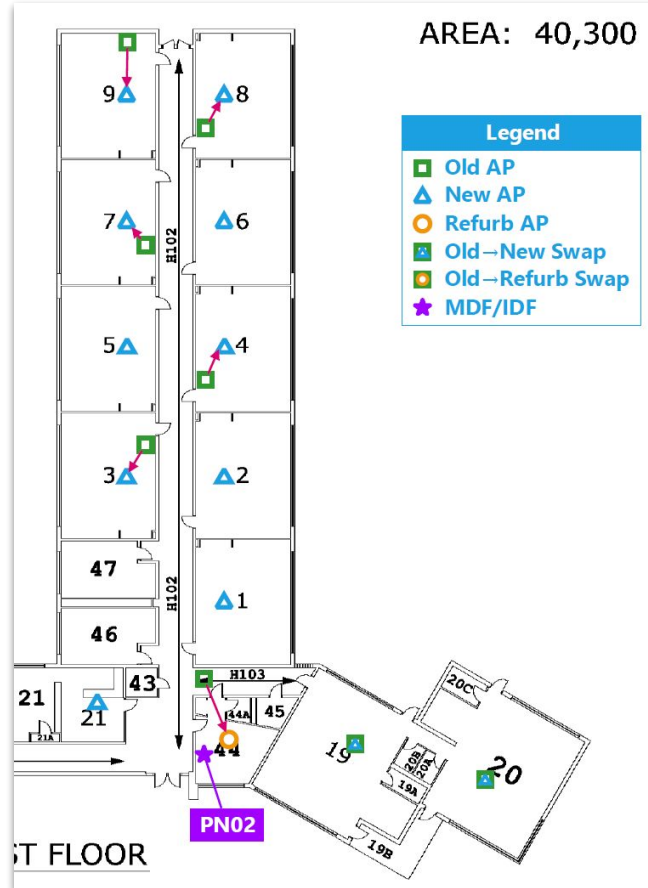 AREA: 40,300
Legend
Old AP
New AP
Refurb AP
Old→New Swap
Old→Refurb Swap
MDF/IDF
9
8
7
6
H102
5
4
3
2
47
H102
1
46
43
H103
21
21
21A
44A
45
44
PN02
19
20C
20B
20A
19A
20
19B
ST FLOOR